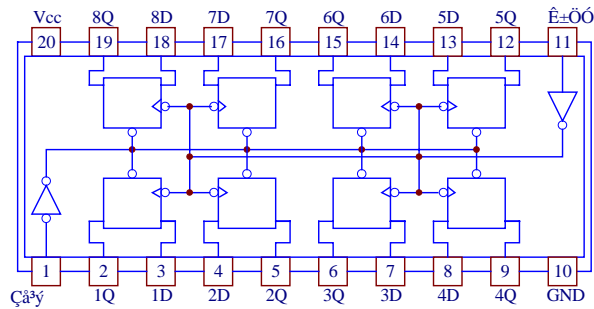 Vcc 8Q 8D 7D 7Q 6Q 6D 5D 5Q Ê±ÖÓ
20 19 18 17 16 15 14 13 12 11
1 2 3 4 5 6 7 8 9 10
Çå³ý 1Q 1D 2D 2Q 3Q 3D 4D 4Q GND